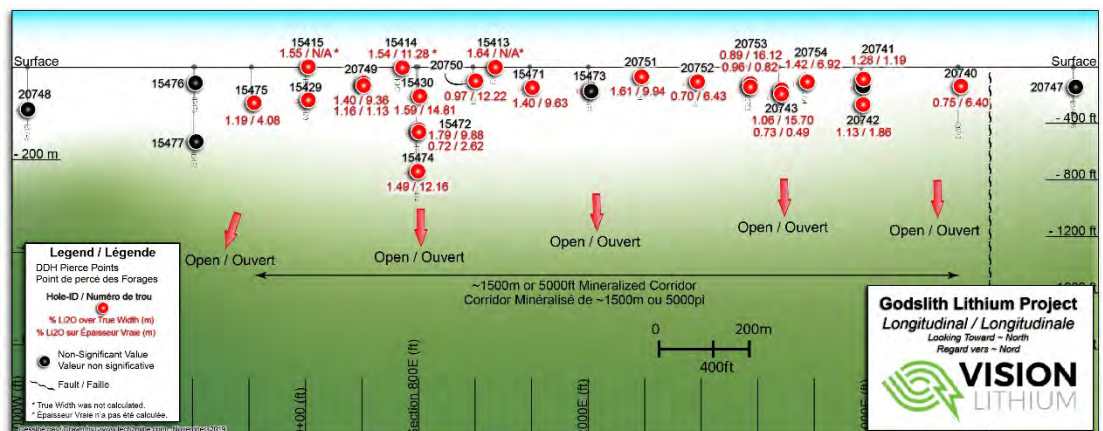 Surface
20748
15476
15477
15475
1.19 / 4.08
15415
1.55 / N/A *
15429
20749
1.40 / 9.36
1.16 / 1.13
15414
1.54 / 11.28 *
15430
1.59 / 14.81
15472
1.79 / 9.88
0.72 / 2.62
15474
1.49 / 12.16
20750
0.97 / 12.22
15413
1.64 / N/A *
15471
1.40 / 9.63
15473
20751
1.61 / 9.94
20752
0.70 / 6.43
20753
0.89 / 16.12
0.96 / 0.82
20743
1.06 / 15.70
0.73 / 0.49
20754
1.42 / 6.92
20741
1.28 / 1.19
20742
1.13 / 1.86
20740
0.75 / 6.40
Surface
20747
- 200 m
- 400 ft
- 800 ft
- 1200 ft
Open / Ouvert
Open / Ouvert
Open / Ouvert
Open / Ouvert
Open / Ouvert
~1500m or 5000ft Mineralized Corridor
Corridor Minéralisé de ~1500m ou 5000pi
0 200m
400ft
Legend / Légende
DDH Pierce Points
Point de percé des Forages
Hole-ID / Numéro de trou
% Li2O over True Width (m)
% Li2O sur Épaisseur Vraie (m)
Non-Significant Value
Valeur non significative
Fault / Faille
* True Width was not calculated.
* Épaisseur Vraie n'a pas été calculée.
Section 800E (ft)
Godslith Lithium Project
Longitudinal / Longitudinale
Looking Toward ~ North
Regard vers ~ Nord
VISION
LITHIUM